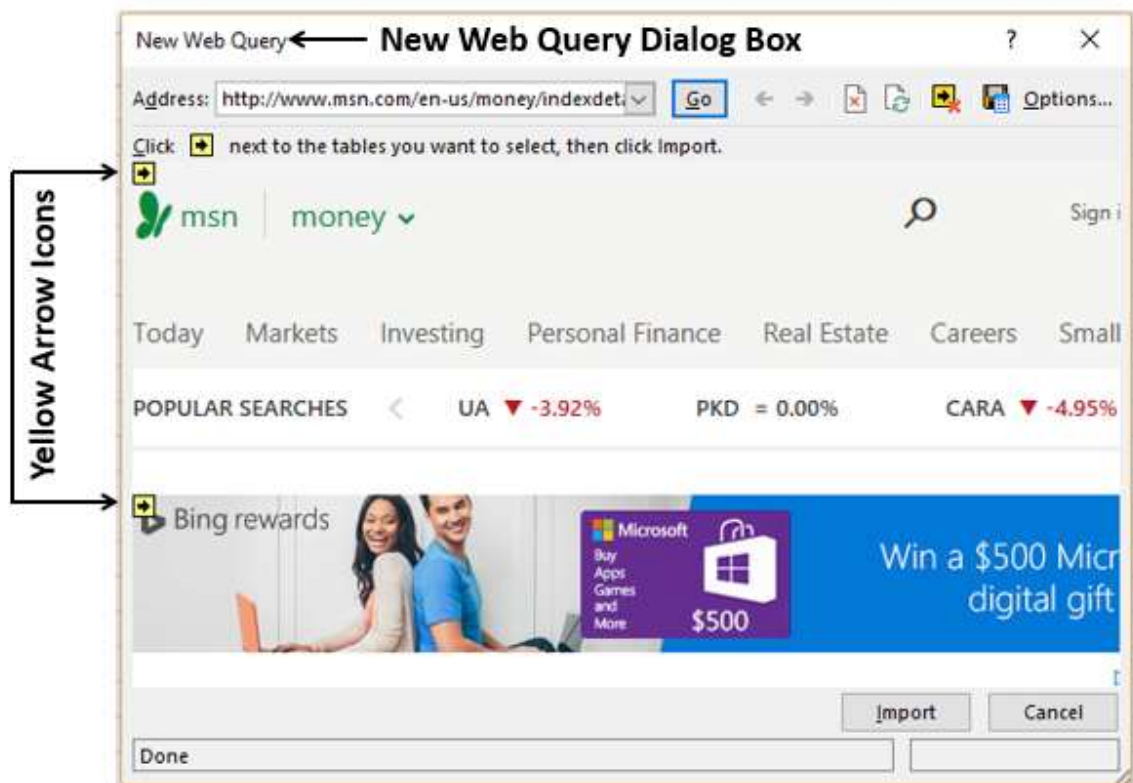 New Web Query New Web Query Dialog Box ? ×
Address: http://www.msn.com/en-us/money/indexdeta Go Options...
Click next to the tables you want to select, then click Import.
Yellow Arrow Icons
msn money Sign i
Today Markets Investing Personal Finance Real Estate Careers Small
POPULAR SEARCHES < UA ▼ -3.92% PKD = 0.00% CARA ▼ -4.95%
Bing rewards
Microsoft
Buy
Apps
Games
and
More
$500
Win a $500 Micr
digital gift
Import Cancel
Done